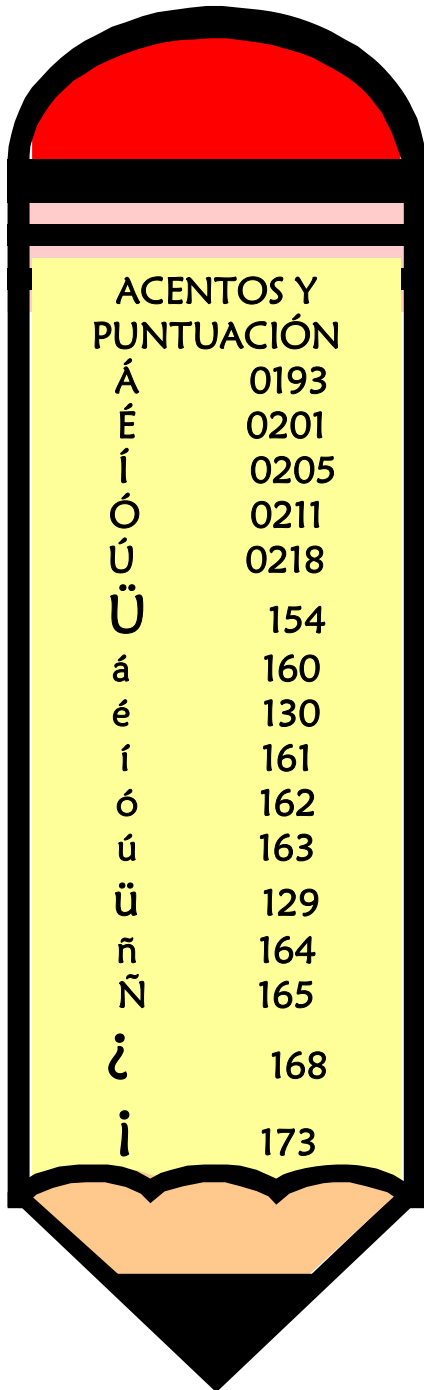 ACENTOS Y
PUNTUACIÓN
Á 0193
É 0201
Í 0205
Ó 0211
Ú 0218
Ü 154
á 160
é 130
í 161
ó 162
ú 163
ü 129
ñ 164
Ñ 165
¿ 168
¡ 173